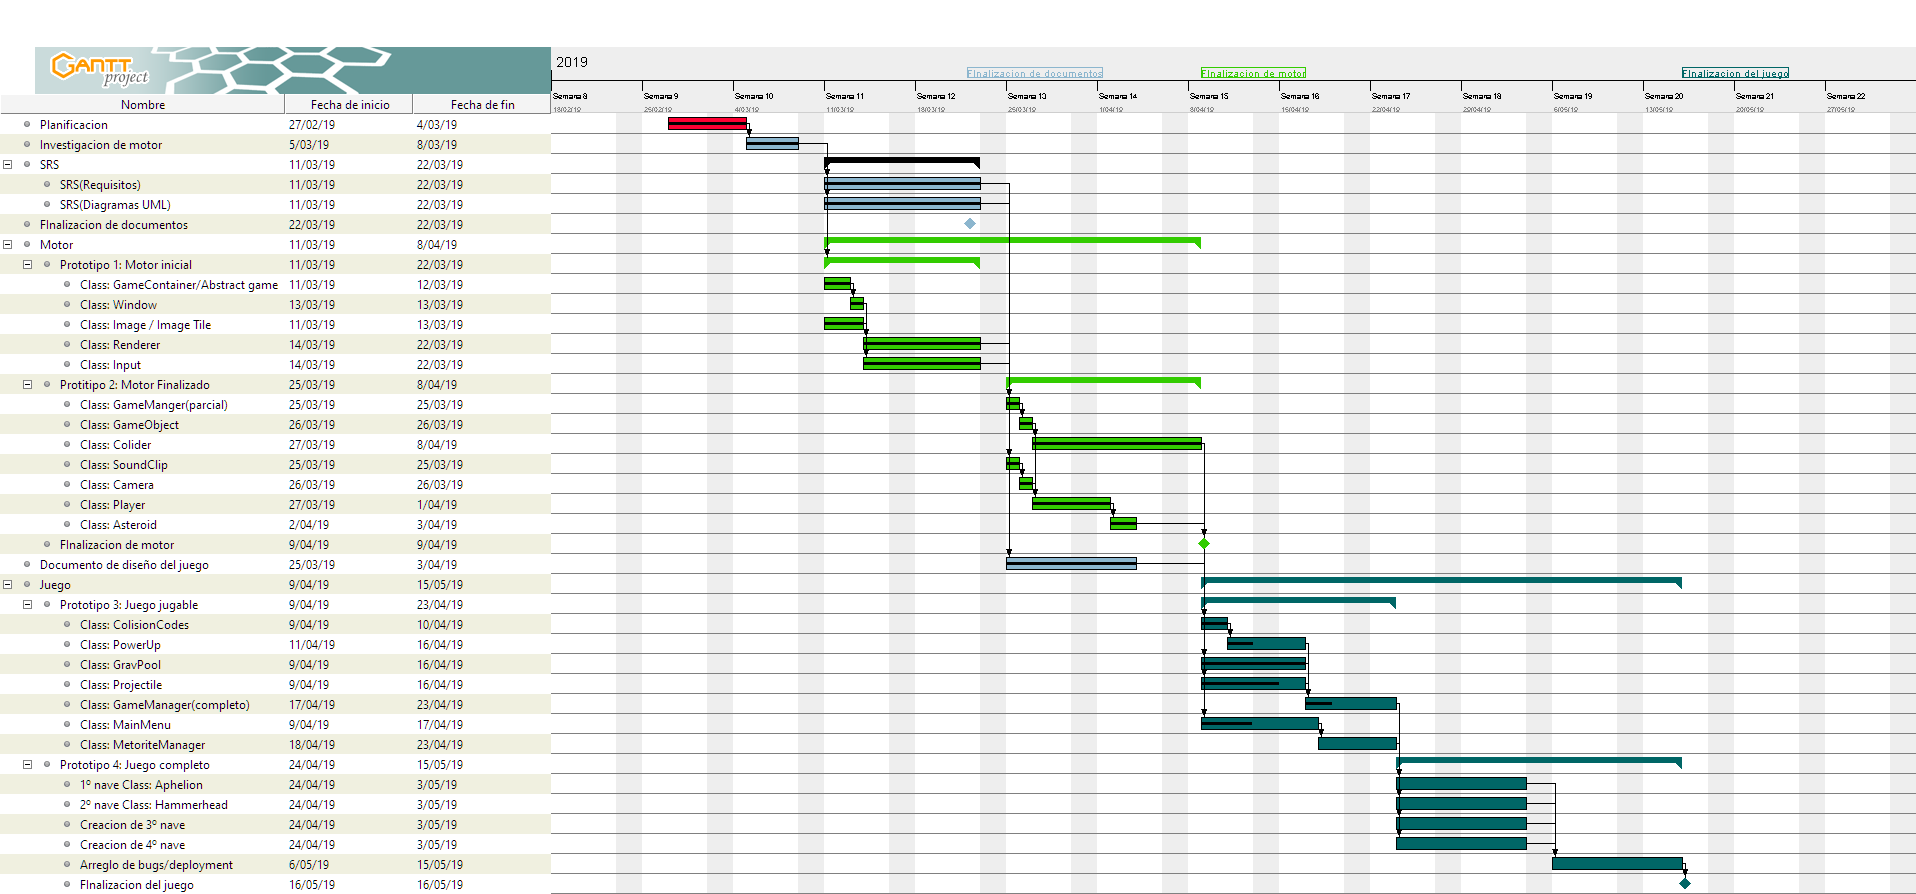 GANTT
project
2019
FInalizacion de documentos
FInalizacion de motor
FInalizacion del juego
Nombre Fecha de inicio Fecha de fin
Semana 8 Semana 9 Semana 10 Semana 11 Semana 12 Semana 13 Semana 14 Semana 15 Semana 16 Semana 17 Semana 18 Semana 19 Semana 20 Semana 21 Semana 22
18/02/19 25/02/19 4/03/19 11/03/19 18/03/19 25/03/19 1/04/19 8/04/19 15/04/19 22/04/19 29/04/19 6/05/19 13/05/19 20/05/19 27/05/19
Planificacion 27/02/19 4/03/19
Investigacion de motor 5/03/19 8/03/19
SRS 11/03/19 22/03/19
SRS(Requisitos) 11/03/19 22/03/19
SRS(Diagramas UML) 11/03/19 22/03/19
FInalizacion de documentos 22/03/19 22/03/19
Motor 11/03/19 8/04/19
Prototipo 1: Motor inicial 11/03/19 22/03/19
Class: GameContainer/Abstract game 11/03/19 12/03/19
Class: Window 13/03/19 13/03/19
Class: Image / Image Tile 11/03/19 13/03/19
Class: Renderer 14/03/19 22/03/19
Class: Input 14/03/19 22/03/19
Protitipo 2: Motor Finalizado 25/03/19 8/04/19
Class: GameManger(parcial) 25/03/19 25/03/19
Class: GameObject 26/03/19 26/03/19
Class: Colider 27/03/19 8/04/19
Class: SoundClip 25/03/19 25/03/19
Class: Camera 26/03/19 26/03/19
Class: Player 27/03/19 1/04/19
Class: Asteroid 2/04/19 3/04/19
FInalizacion de motor 9/04/19 9/04/19
Documento de diseño del juego 25/03/19 3/04/19
Juego 9/04/19 15/05/19
Prototipo 3: Juego jugable 9/04/19 23/04/19
Class: ColisionCodes 9/04/19 10/04/19
Class: PowerUp 11/04/19 16/04/19
Class: GravPool 9/04/19 16/04/19
Class: Projectile 9/04/19 16/04/19
Class: GameManager(completo) 17/04/19 23/04/19
Class: MainMenu 9/04/19 17/04/19
Class: MetoriteManager 18/04/19 23/04/19
Prototipo 4: Juego completo 24/04/19 15/05/19
1º nave Class: Aphelion 24/04/19 3/05/19
2º nave Class: Hammerhead 24/04/19 3/05/19
Creacion de 3º nave 24/04/19 3/05/19
Creacion de 4º nave 24/04/19 3/05/19
Arreglo de bugs/deployment 6/05/19 15/05/19
FInalizacion del juego 16/05/19 16/05/19